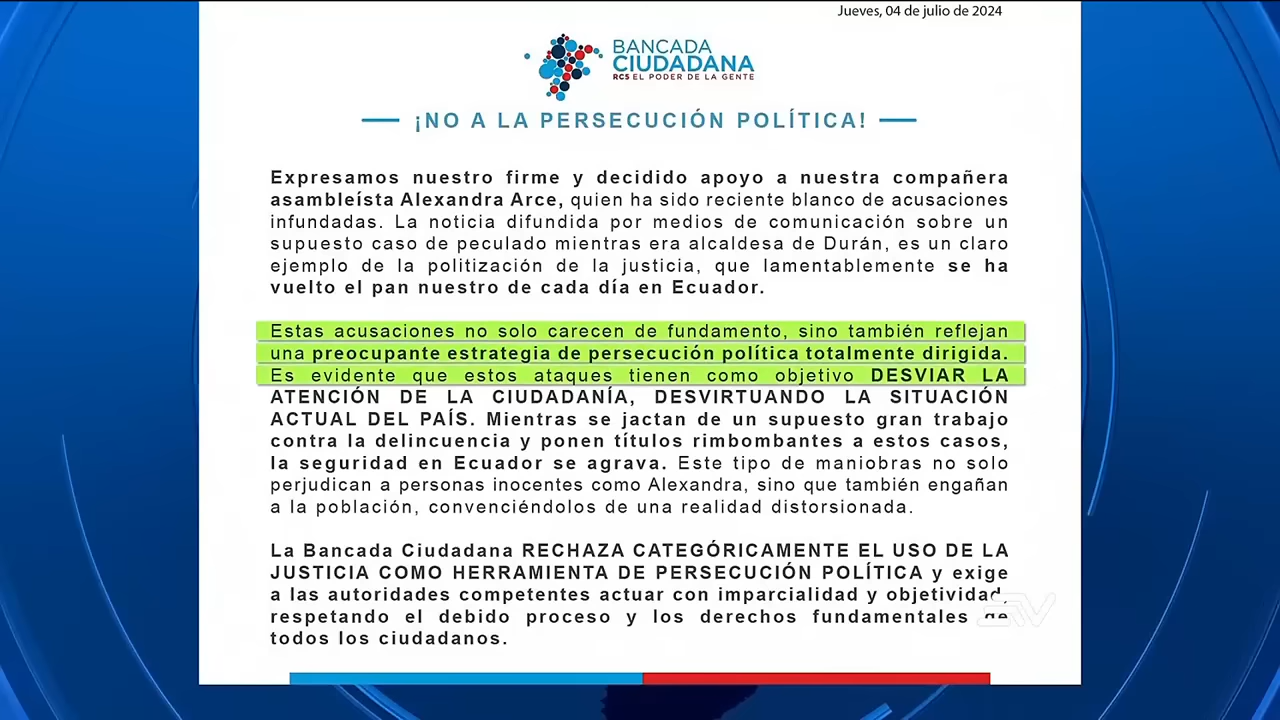 Jueves, 04 de julio de 2024
BANCADA
CIUDADANA
RC5 EL PODER DE LA GENTE
¡NO A LA PERSECUCIÓN POLÍTICA!
Expresamos nuestro firme y decidido apoyo a nuestra compañera
asambleísta Alexandra Arce, quien ha sido reciente blanco de acusaciones
infundadas. La noticia difundida por medios de comunicación sobre un
supuesto caso de peculado mientras era alcaldesa de Durán, es un claro
ejemplo de la politización de la justicia, que lamentablemente se ha
vuelto el pan nuestro de cada día en Ecuador.
Estas acusaciones no solo carecen de fundamento, sino también reflejan
una preocupante estrategia de persecución política totalmente dirigida.
Es evidente que estos ataques tienen como objetivo DESVIAR LA
ATENCIÓN DE LA CIUDADANÍA, DESVIRTUANDO LA SITUACIÓN
ACTUAL DEL PAÍS. Mientras se jactan de un supuesto gran trabajo
contra la delincuencia y ponen títulos rimbombantes a estos casos,
la seguridad en Ecuador se agrava. Este tipo de maniobras no solo
perjudican a personas inocentes como Alexandra, sino que también engañan
a la población, convenciéndolos de una realidad distorsionada.
La Bancada Ciudadana RECHAZA CATEGÓRICAMENTE EL USO DE LA
JUSTICIA COMO HERRAMIENTA DE PERSECUCIÓN POLÍTICA y exige
a las autoridades competentes actuar con imparcialidad y objetividad,
respetando el debido proceso y los derechos fundamentales de
todos los ciudadanos.